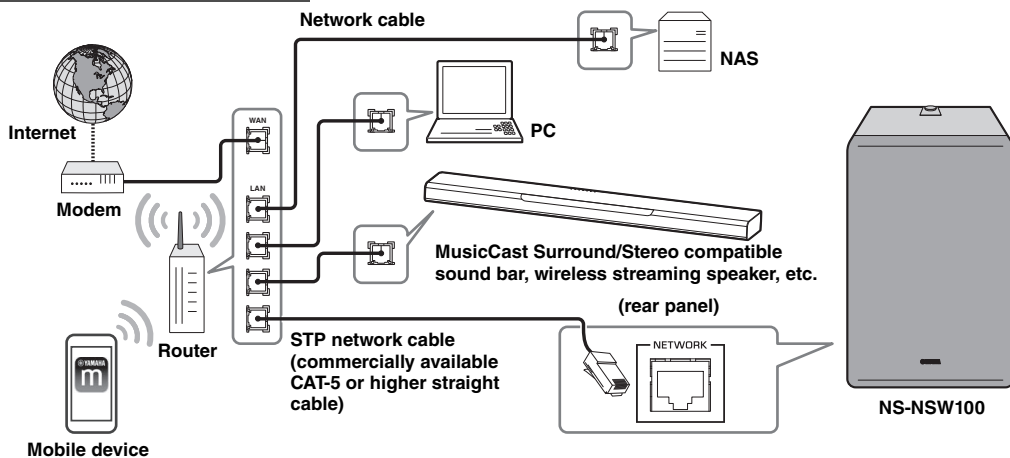 Network cable
NAS
Internet
WAN
PC
Modem
LAN
MusicCast Surround/Stereo compatible
sound bar, wireless streaming speaker, etc.
(rear panel)
Router
STP network cable
(commercially available
CAT-5 or higher straight
cable)
NETWORK
YAMAHA
m
NS-NSW100
Mobile device